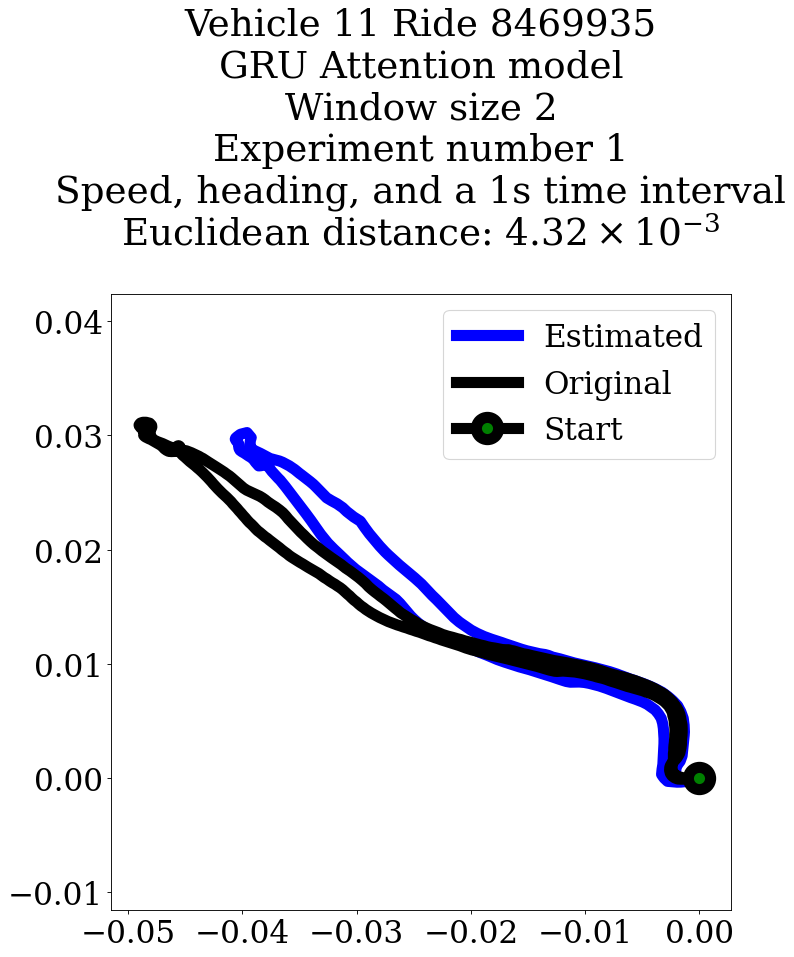 Vehicle 11 Ride 8469935
GRU Attention model
Window size 2
Experiment number 1
Speed, heading, and a 1s time interval
Euclidean distance: 4.32 × 10⁻³
Estimated
Original
Start
0.04
0.03
0.02
0.01
0.00
−0.01
−0.05 −0.04 −0.03 −0.02 −0.01 0.00